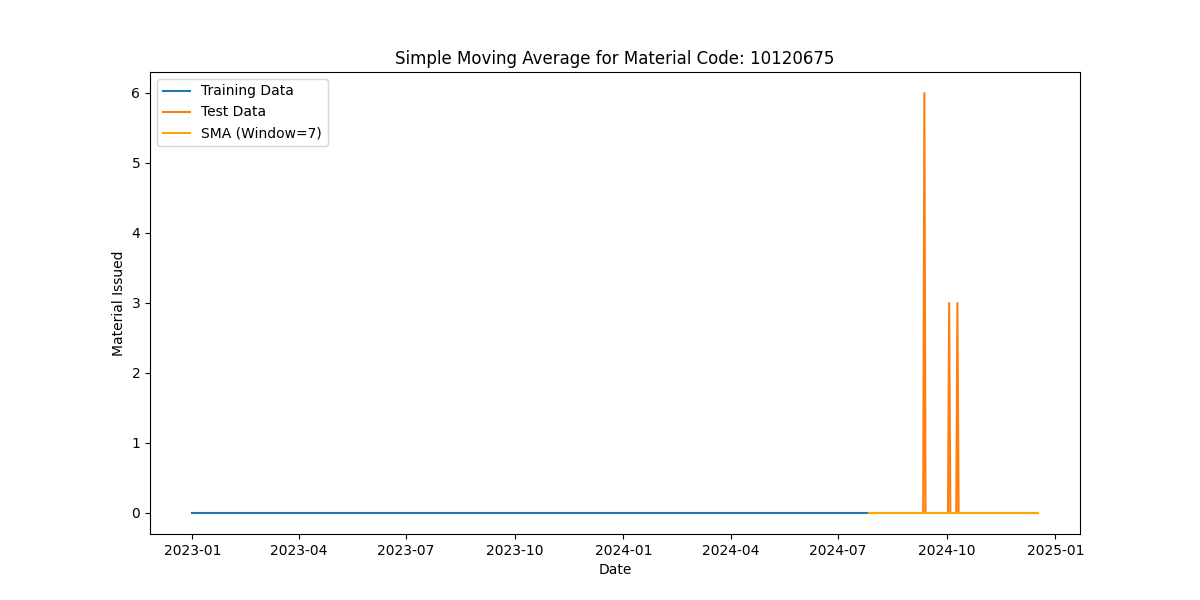 Simple Moving Average for Material Code: 10120675
Training Data
Test Data
SMA (Window=7)
Material Issued
6
5
4
3
2
1
0
2023-01 2023-04 2023-07 2023-10 2024-01 2024-04 2024-07 2024-10 2025-01
Date